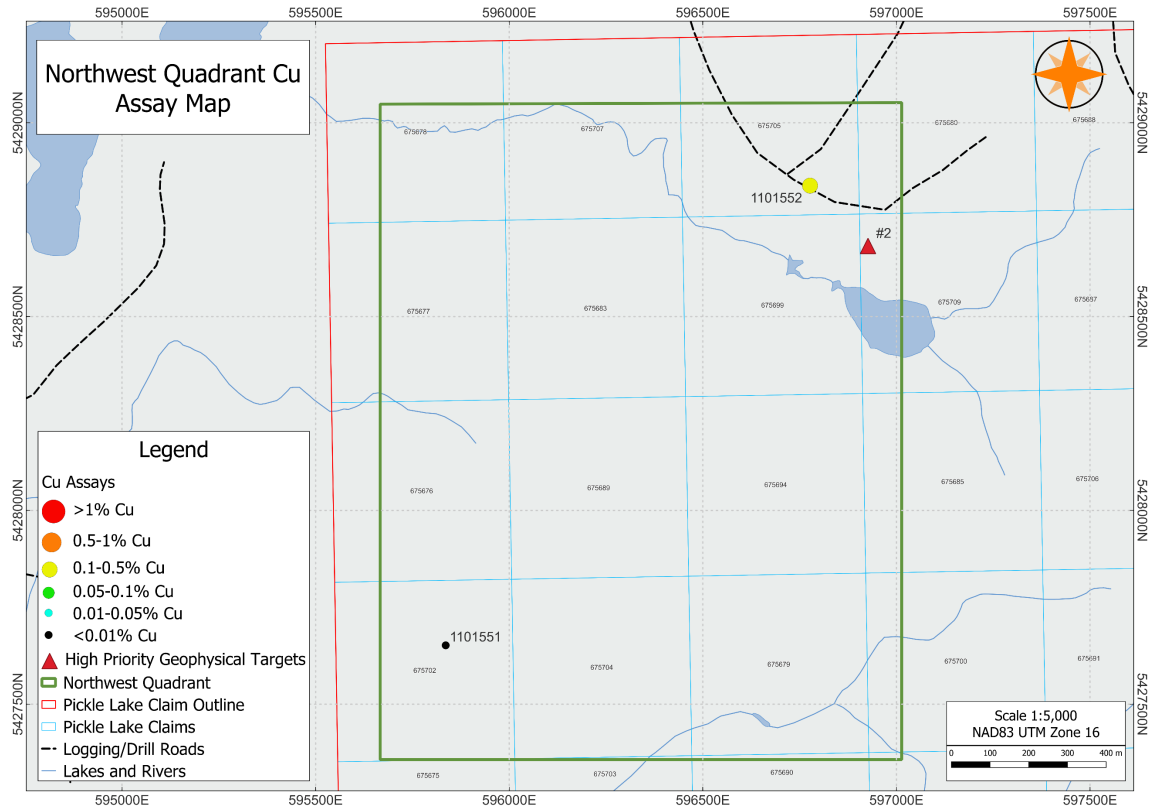 595000E 595500E 596000E 596500E 597000E 597500E
Northwest Quadrant Cu
Assay Map
5429000N 5429000N
675678 675707 675705 675680 675688
1101552
#2
5428500N 5428500N
675677 675683 675699 675709 675687
675676 675689 675694 675685 675706
5428000N 5428000N
1101551
675702 675704 675679 675700 675691
5427500N 5427500N
675675 675703 675690
Legend
Cu Assays
>1% Cu
0.5-1% Cu
0.1-0.5% Cu
0.05-0.1% Cu
0.01-0.05% Cu
<0.01% Cu
High Priority Geophysical Targets
Northwest Quadrant
Pickle Lake Claim Outline
Pickle Lake Claims
Logging/Drill Roads
Lakes and Rivers
Scale 1:5,000
NAD83 UTM Zone 16
0 100 200 300 400 m
595000E 595500E 596000E 596500E 597000E 597500E